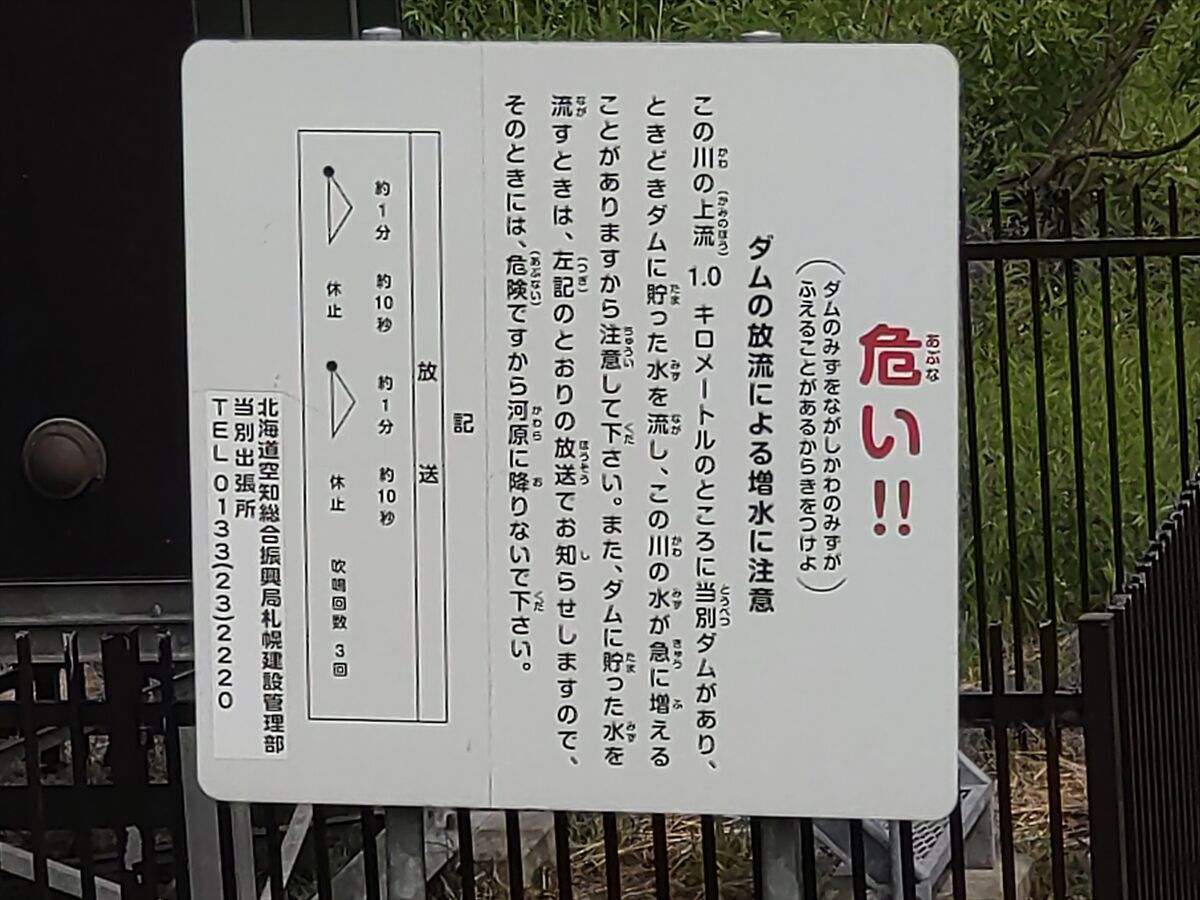 危い!!
(ダムのみずをながしかわのみずが
ふえることがあるからきをつけよ)
ダムの放流による増水に注意
この川の上流1.0キロメートルのところに当別ダムがあり、
ときどきダムに貯った水を流し、この川の水が急に増える
ことがありますから注意して下さい。また、ダムに貯った水を
流すときは、左記のとおりの放送でお知らせしますので、
そのときには、危険ですから河原に降りないで下さい。
記
放送
約1分 約10秒 約1分 約10秒
休止 休止 吹鳴回数 3回
北海道空知総合振興局札幌建設管理部
当別出張所
TEL0133(23)2220